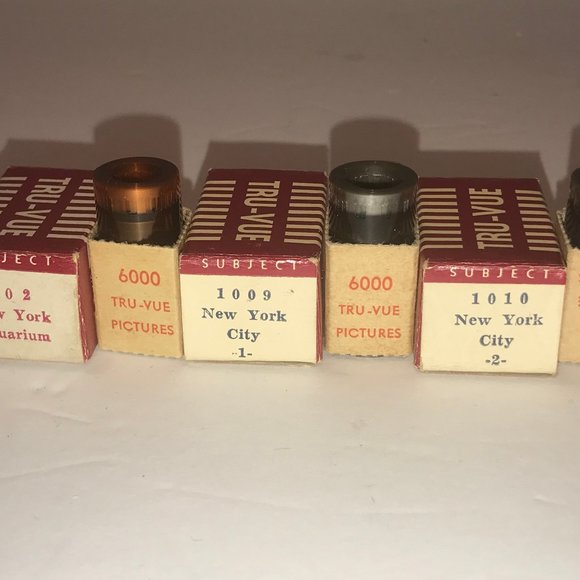 TRU-VUE
JECT
02
York
uarium
6000
TRU-VUE
PICTURES
TRU-VUE
SUBJECT
1009
New York
City
-1-
6000
TRU-VUE
PICTURES
TRU-VUE
SUBJECT
1010
New York
City
-2-